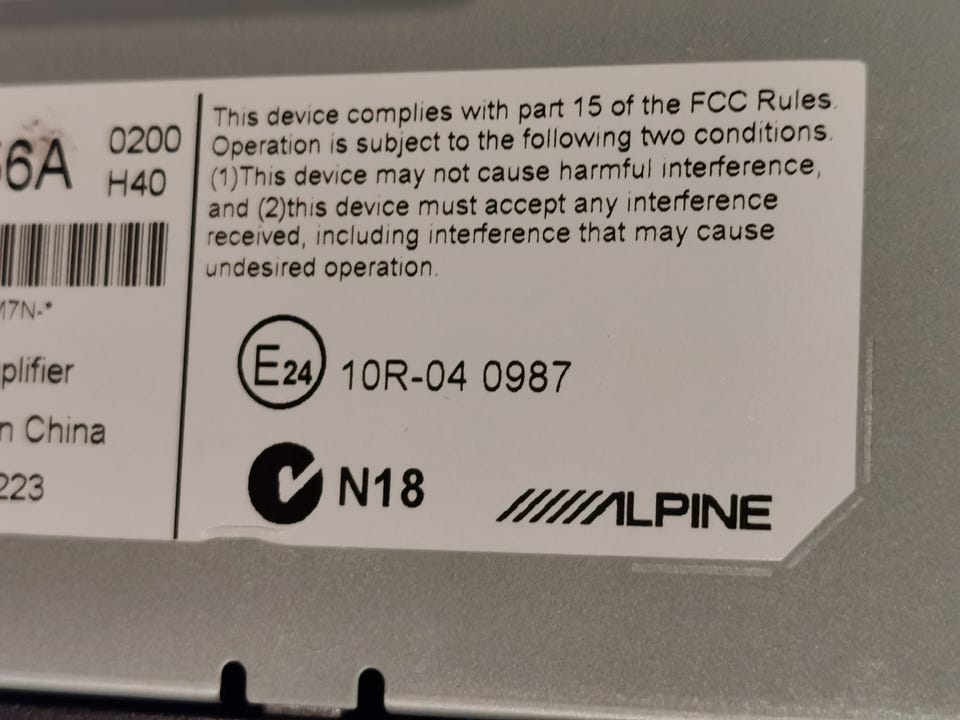 56A
0200
H40
M7N-*
plifier
n China
223
This device complies with part 15 of the FCC Rules.
Operation is subject to the following two conditions.
(1)This device may not cause harmful interference,
and (2)this device must accept any interference
received, including interference that may cause
undesired operation.
E24 10R-04 0987
N18
ALPINE